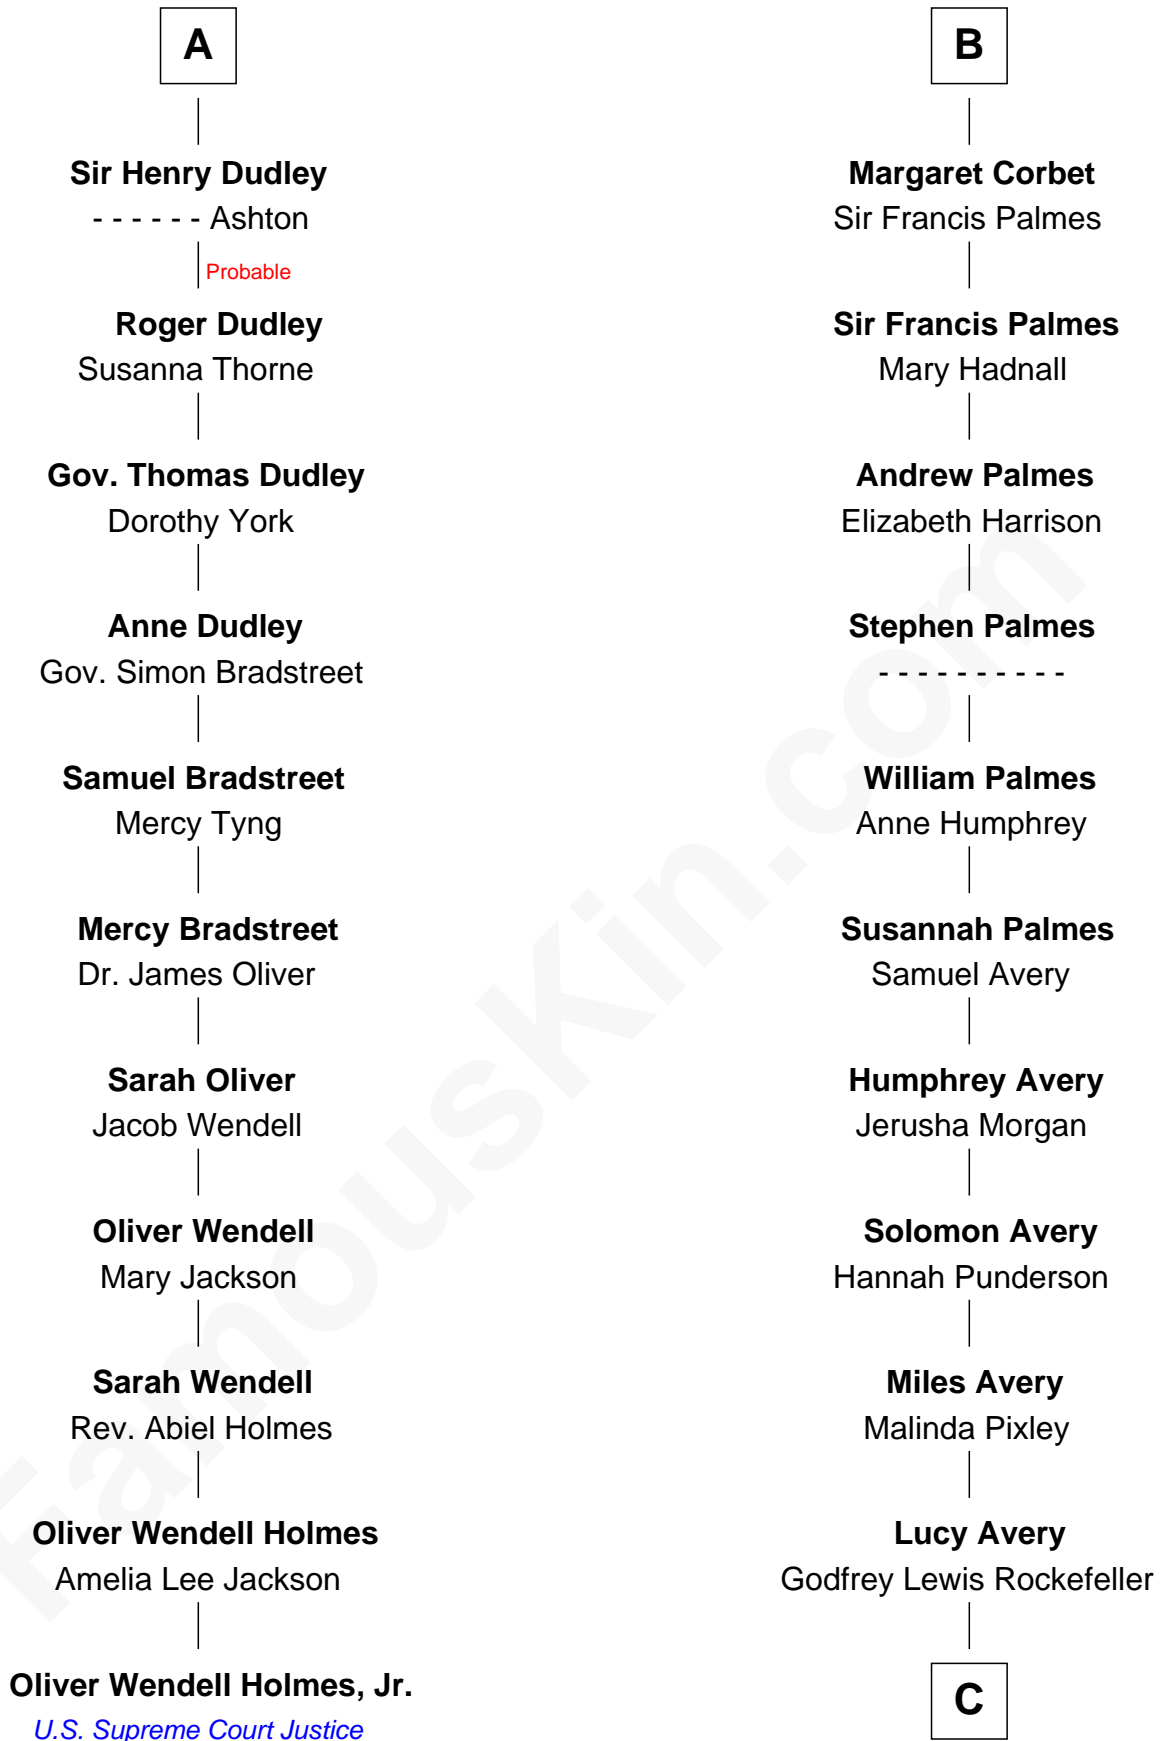 A
Sir Henry Dudley
- - - - - - Ashton
Probable
Roger Dudley
Susanna Thorne
Gov. Thomas Dudley
Dorothy York
Anne Dudley
Gov. Simon Bradstreet
Samuel Bradstreet
Mercy Tyng
Mercy Bradstreet
Dr. James Oliver
Sarah Oliver
Jacob Wendell
Oliver Wendell
Mary Jackson
Sarah Wendell
Rev. Abiel Holmes
Oliver Wendell Holmes
Amelia Lee Jackson
Oliver Wendell Holmes, Jr.
U.S. Supreme Court Justice
B
Margaret Corbet
Sir Francis Palmes
Sir Francis Palmes
Mary Hadnall
Andrew Palmes
Elizabeth Harrison
Stephen Palmes
- - - - - - - - - -
William Palmes
Anne Humphrey
Susannah Palmes
Samuel Avery
Humphrey Avery
Jerusha Morgan
Solomon Avery
Hannah Punderson
Miles Avery
Malinda Pixley
Lucy Avery
Godfrey Lewis Rockefeller
C
FamousKin.com